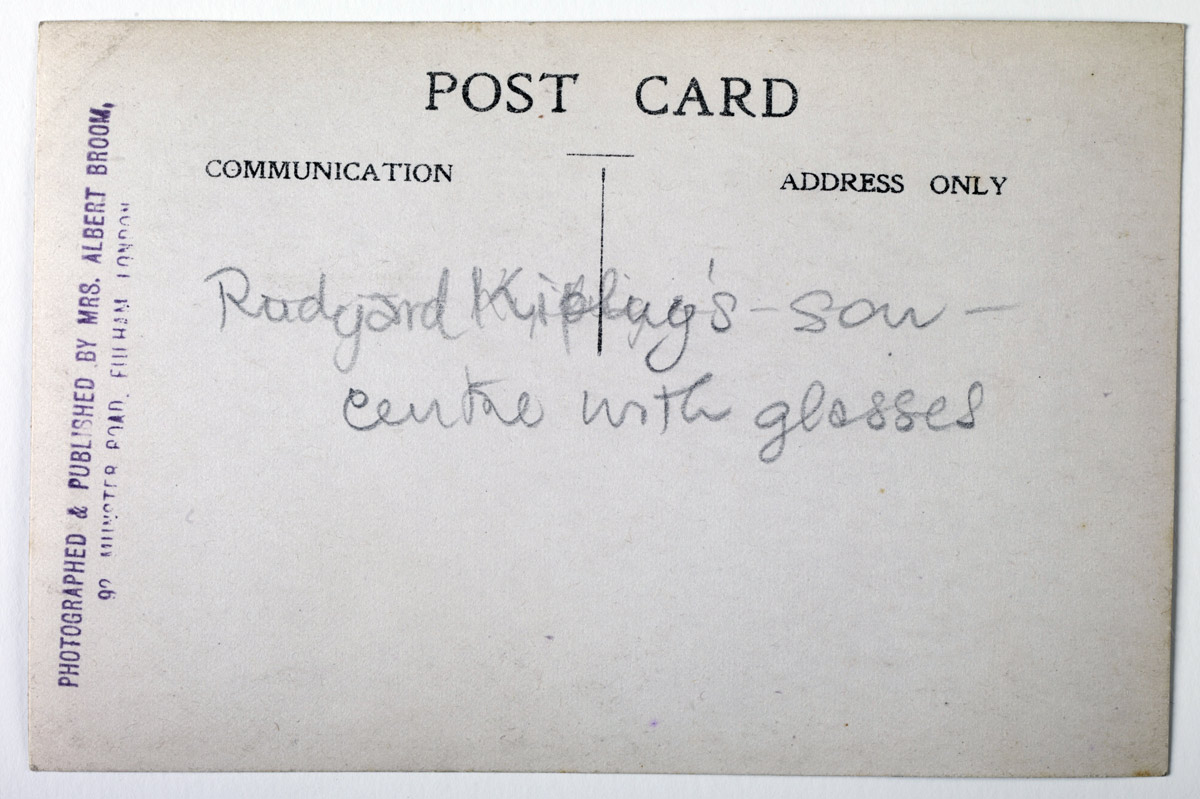 POST CARD
COMMUNICATION
ADDRESS ONLY
Rudyard Kipling's - son -
centre with glasses
PHOTOGRAPHED & PUBLISHED BY MRS. ALBERT BROOM,
92 MUNSTER ROAD, FULHAM LONDON